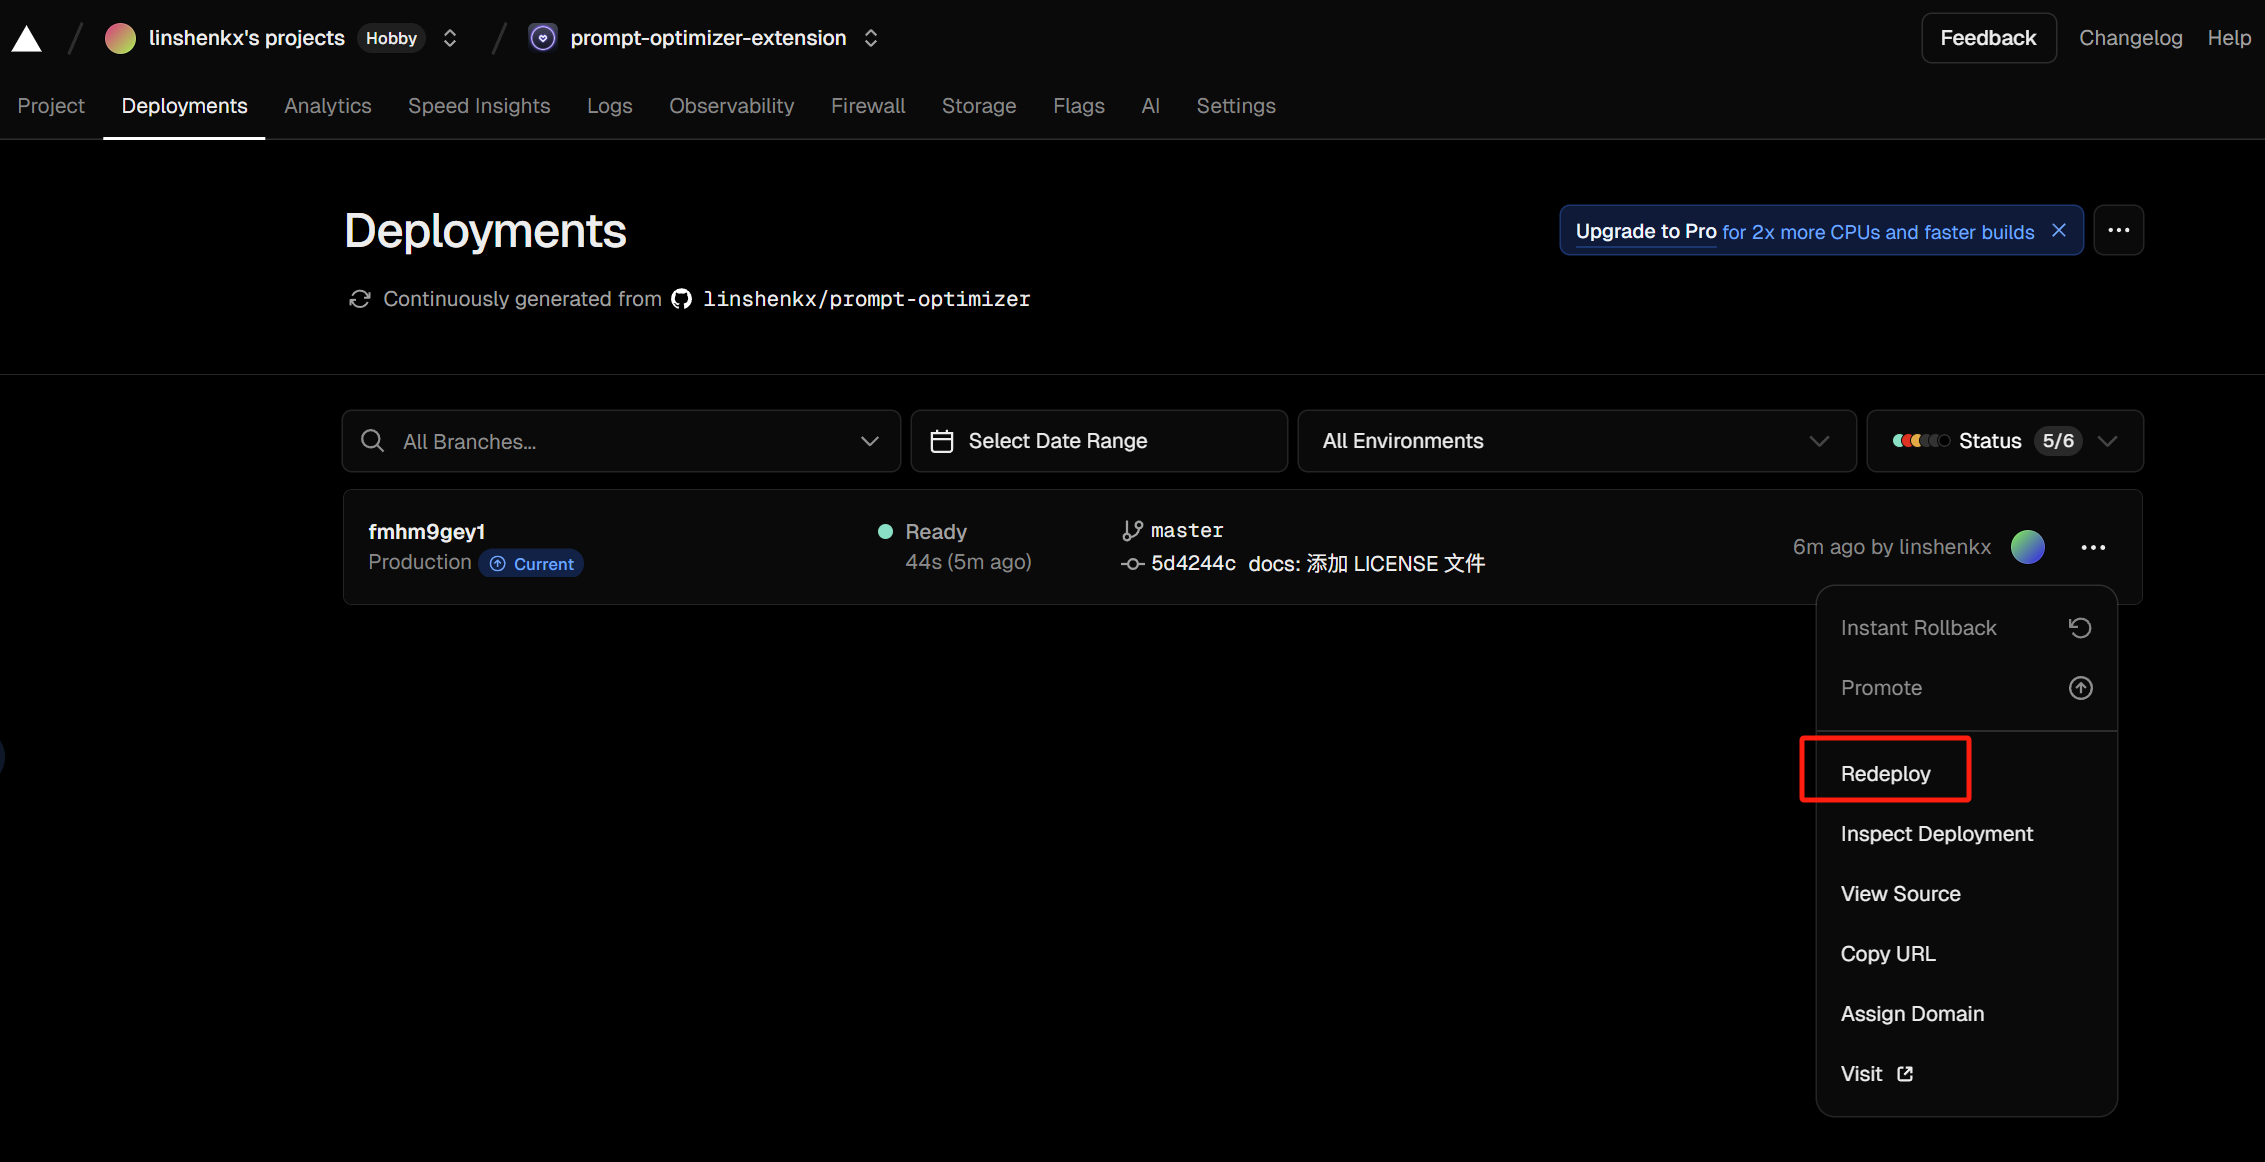 linshenkx's projects Hobby prompt-optimizer-extension Feedback Changelog Help
Project Deployments Analytics Speed Insights Logs Observability Firewall Storage Flags AI Settings
Deployments
Upgrade to Pro for 2x more CPUs and faster builds
Continuously generated from linshenkx/prompt-optimizer
All Branches... Select Date Range All Environments Status 5/6
fmhm9gey1 Ready master
Production Current 44s (5m ago) 5d4244c docs: 添加 LICENSE 文件
6m ago by linshenkx
Instant Rollback
Promote
Redeploy
Inspect Deployment
View Source
Copy URL
Assign Domain
Visit